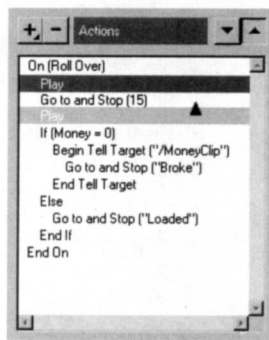 Actions
On (Roll Over)
Play
Go to and Stop (15)
Play
If (Money = 0)
Begin Tell Target ("/MoneyClip")
Go to and Stop ("Broke")
End Tell Target
Else
Go to and Stop ("Loaded")
End If
End On